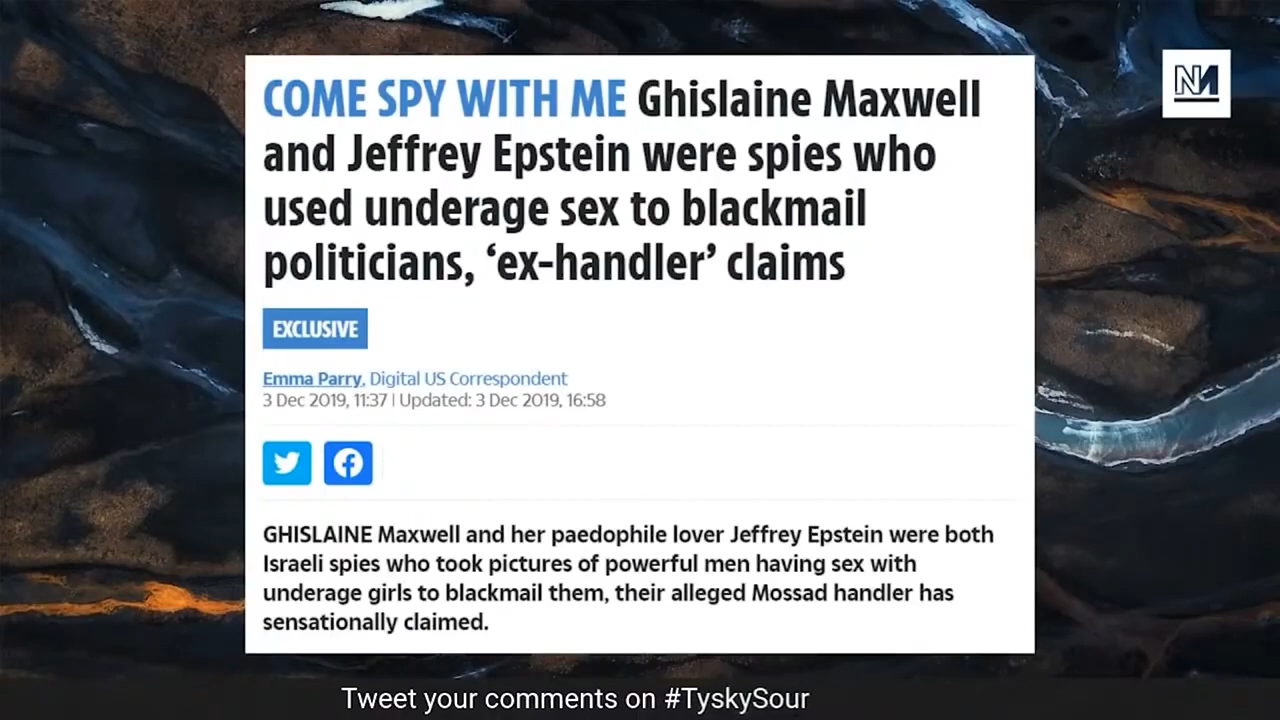 COME SPY WITH ME Ghislaine Maxwell
and Jeffrey Epstein were spies who
used underage sex to blackmail
politicians, ‘ex-handler’ claims
EXCLUSIVE
Emma Parry, Digital US Correspondent
3 Dec 2019, 11:37 | Updated: 3 Dec 2019, 16:58
GHISLAINE Maxwell and her paedophile lover Jeffrey Epstein were both
Israeli spies who took pictures of powerful men having sex with
underage girls to blackmail them, their alleged Mossad handler has
sensationally claimed.
Tweet your comments on #TyskySour
NM